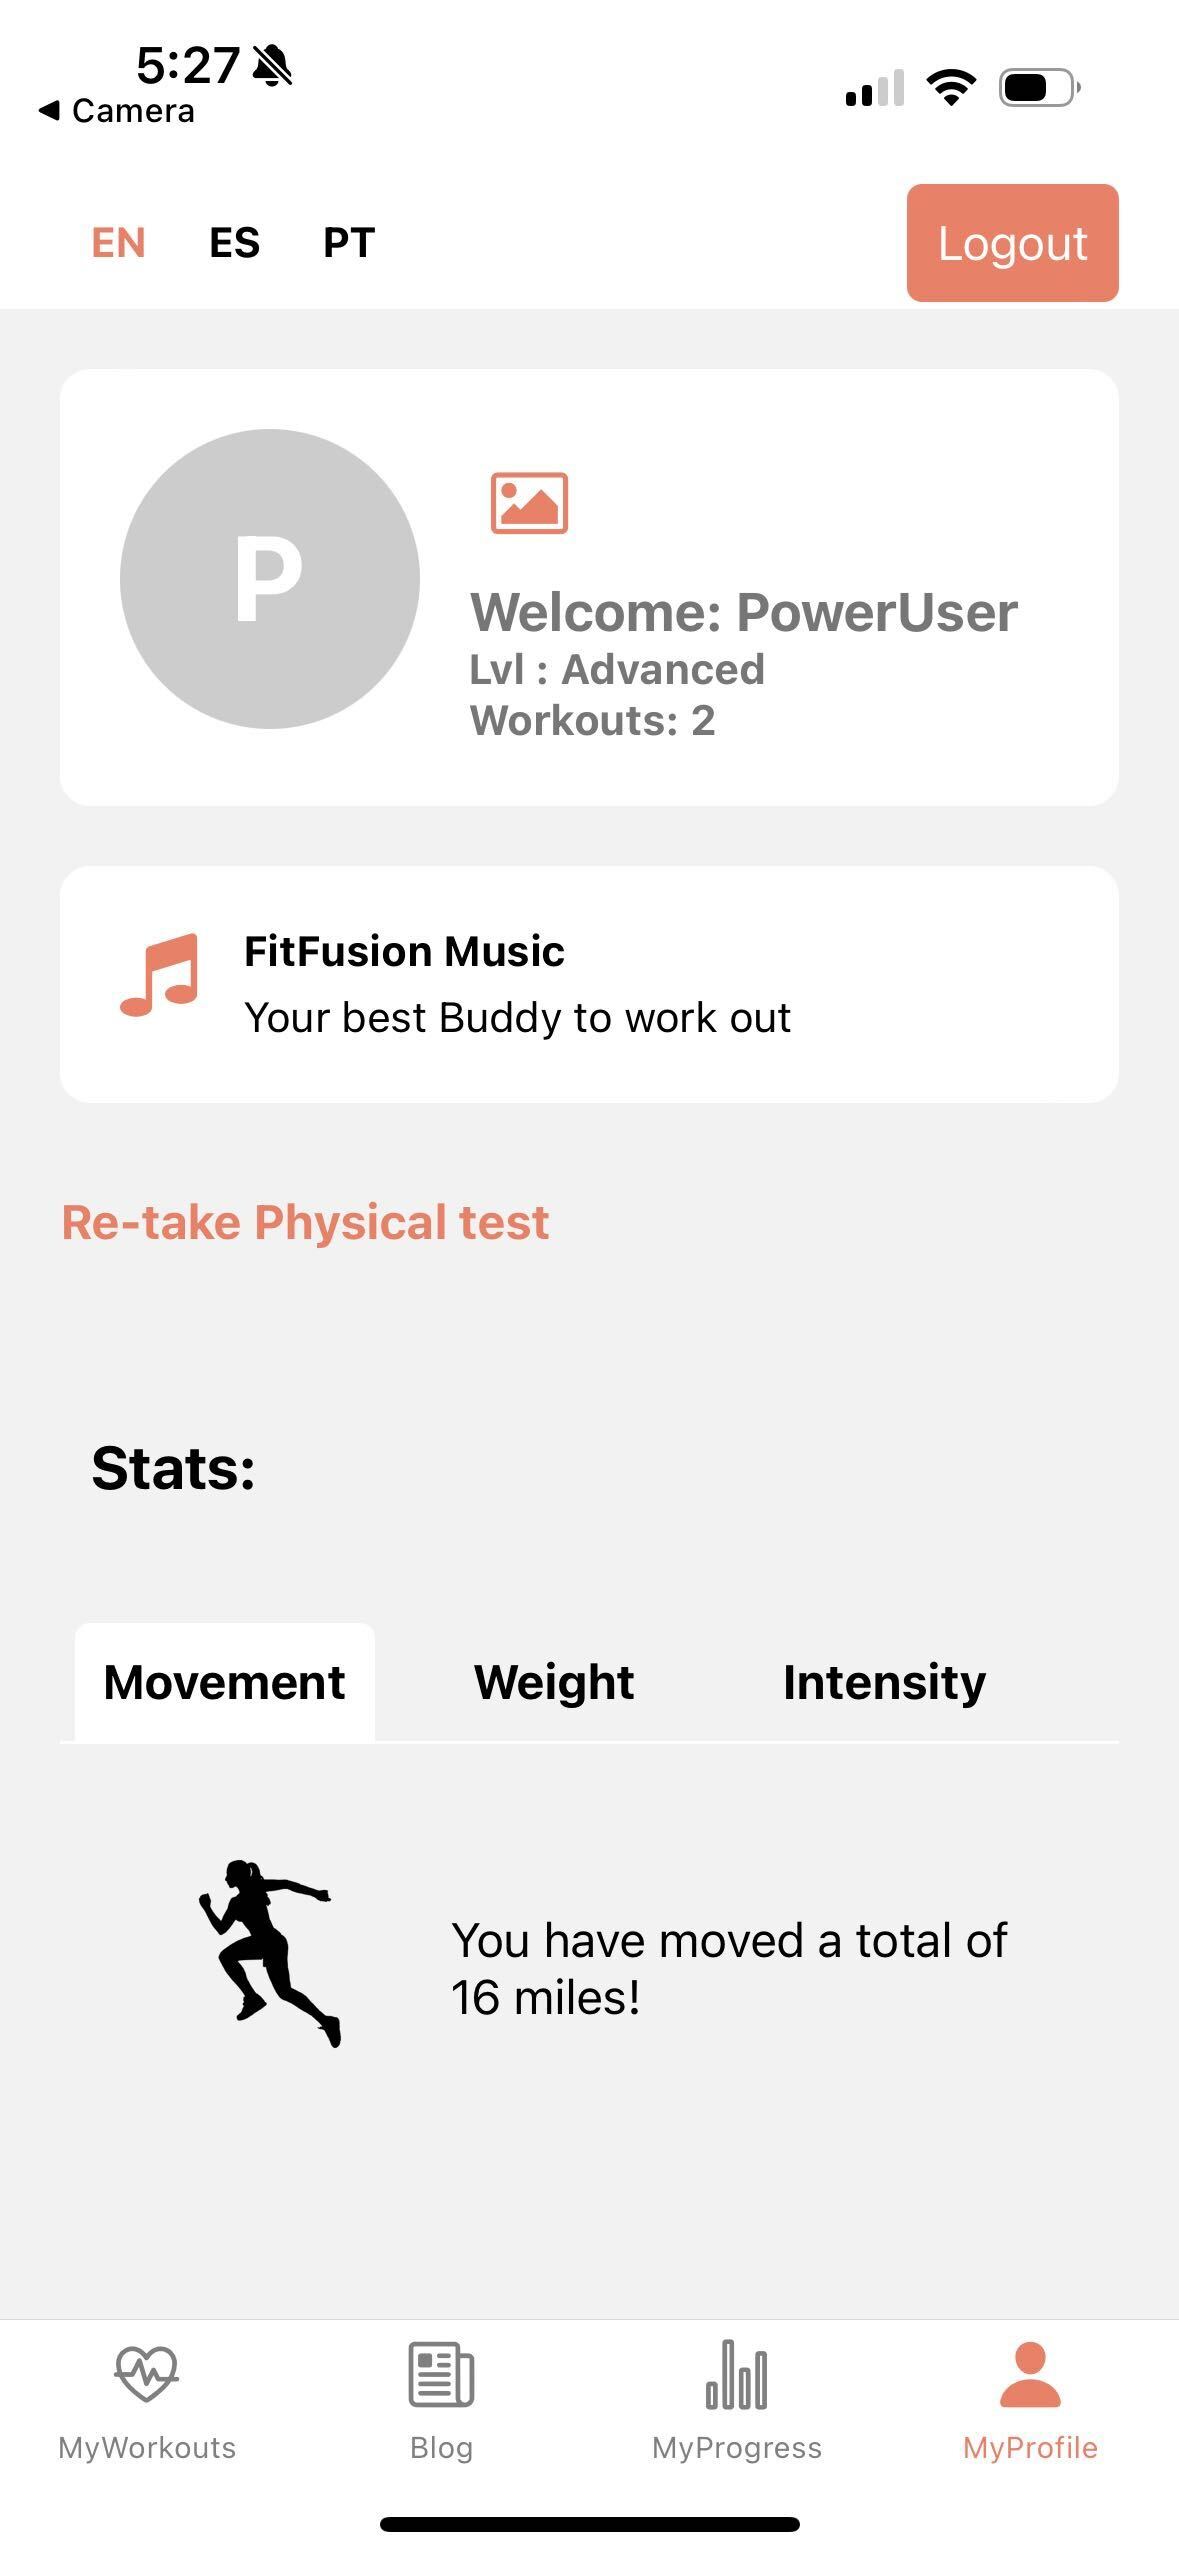 5:27
Camera
EN ES PT
Logout
P
Welcome: PowerUser
Lvl : Advanced
Workouts: 2
FitFusion Music
Your best Buddy to work out
Re-take Physical test
Stats:
Movement Weight Intensity
You have moved a total of
16 miles!
MyWorkouts Blog MyProgress MyProfile